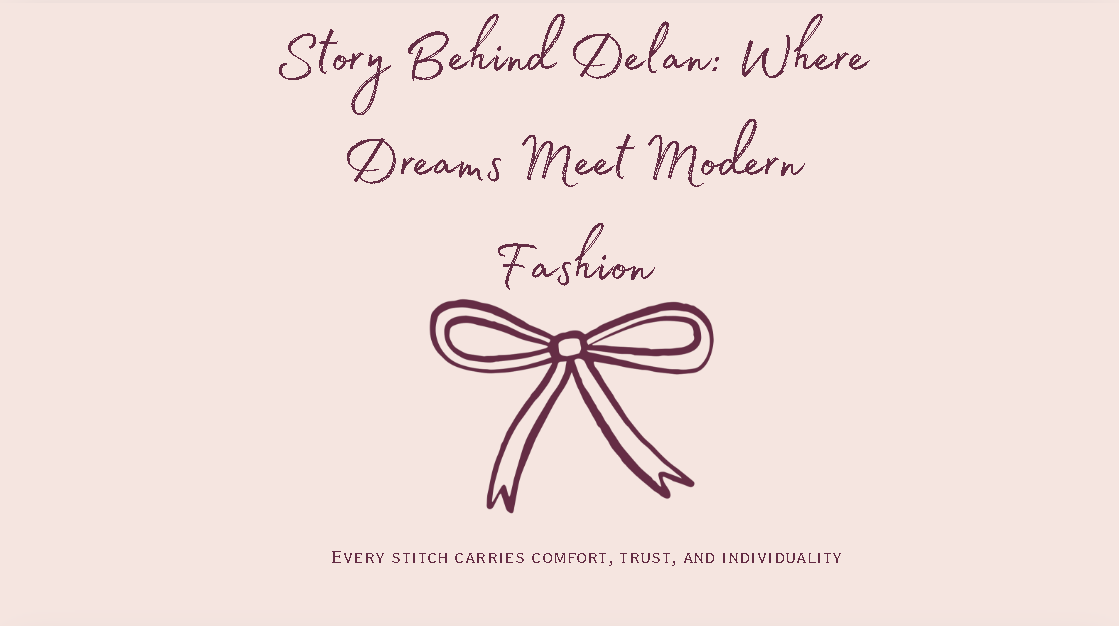 Story Behind Delan: Where
Dreams Meet Modern
Fashion
Every stitch carries comfort, trust, and individuality